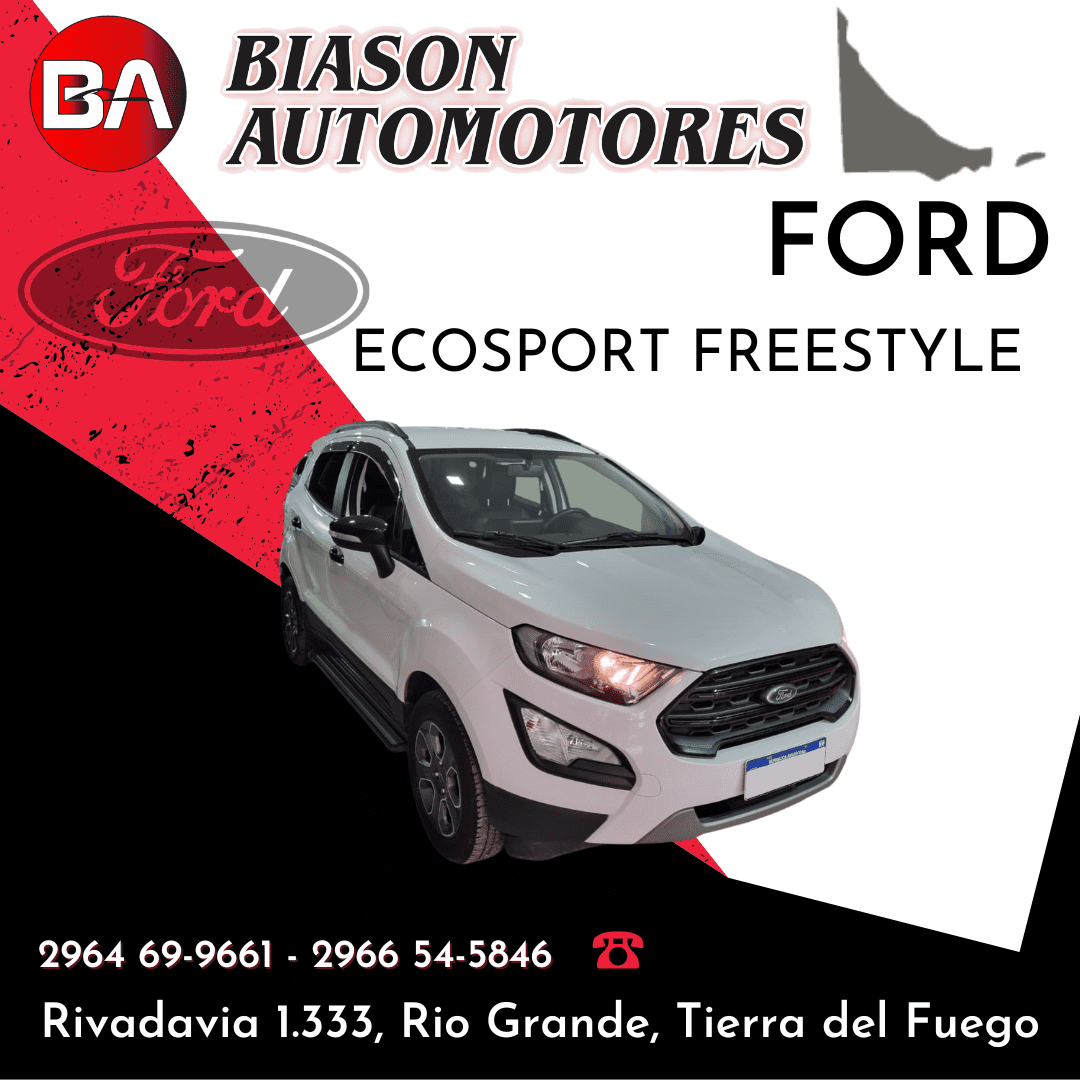 BA
BIASON
AUTOMOTORES
FORD
Ford
ECOSPORT FREESTYLE
Ford
2964 69-9661 - 2966 54-5846
Rivadavia 1.333, Rio Grande, Tierra del Fuego